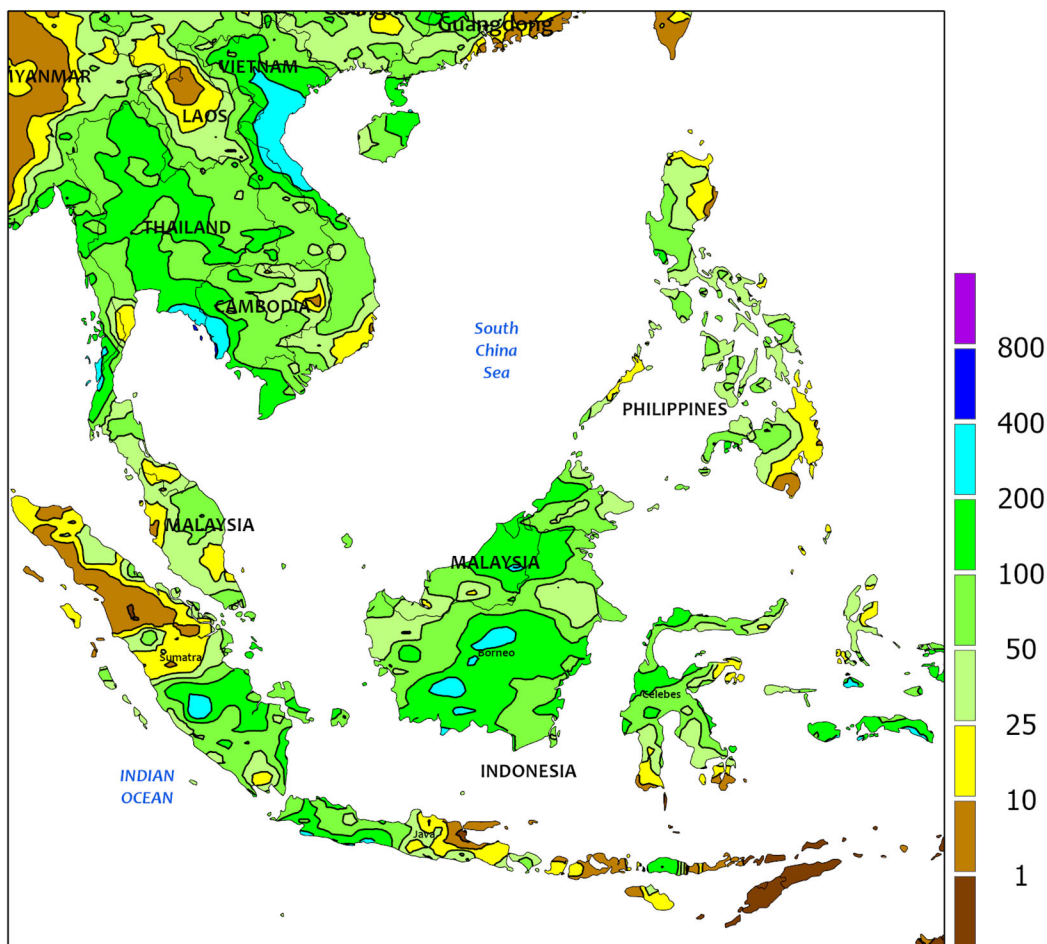 Guangdong
VIETNAM
MYANMAR
LAOS
THAILAND
CAMBODIA
South
China
Sea
PHILIPPINES
MALAYSIA
MALAYSIA
Sumatra
Borneo
Celebes
INDIAN
OCEAN
INDONESIA
Java
800
400
200
100
50
25
10
1